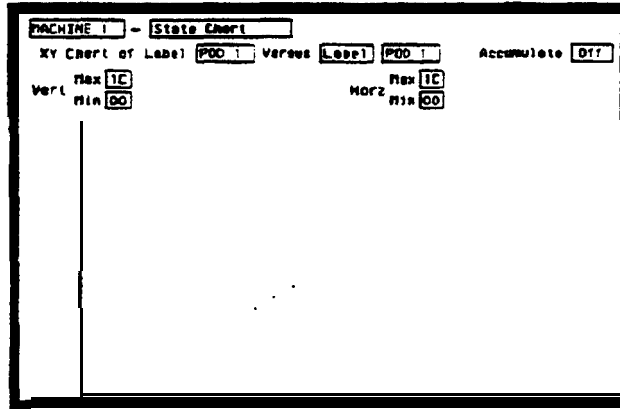 MACHINE 1 - State Chart
XY Chart of Label POD 1 Versus Label POD 1 Accumulate Off
Vert Max 1C Horz Max 1C
Min 00 Min 00